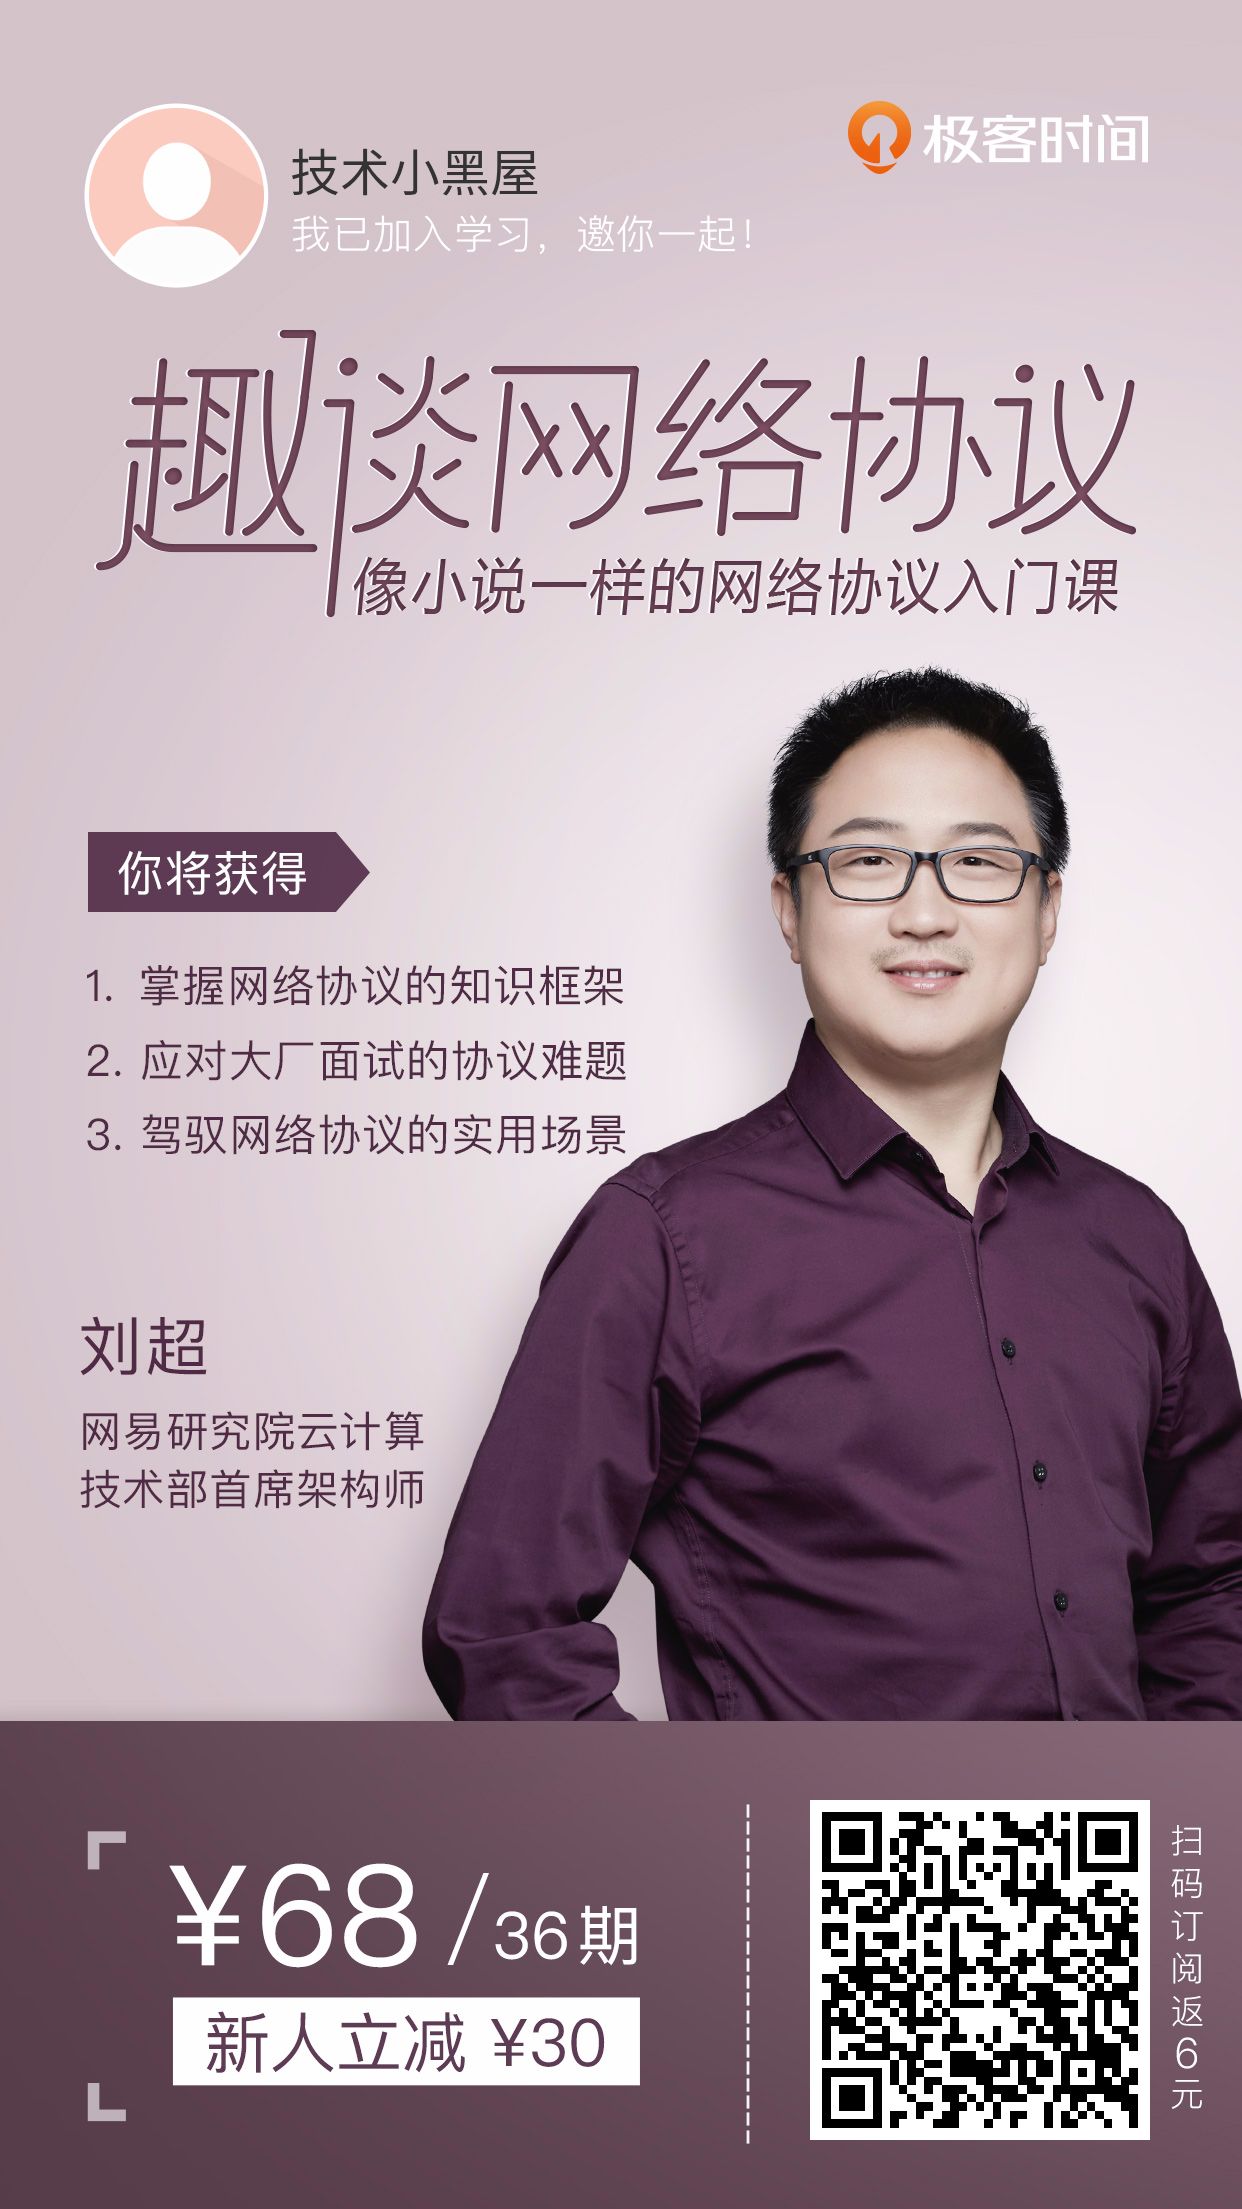 技术小黑屋
我已加入学习，邀你一起！
极客时间
趣谈网络协议
像小说一样的网络协议入门课
你将获得
1. 掌握网络协议的知识框架
2. 应对大厂面试的协议难题
3. 驾驭网络协议的实用场景
刘超
网易研究院云计算
技术部首席架构师
¥68/36期
新人立减 ¥30
扫码订阅返6元